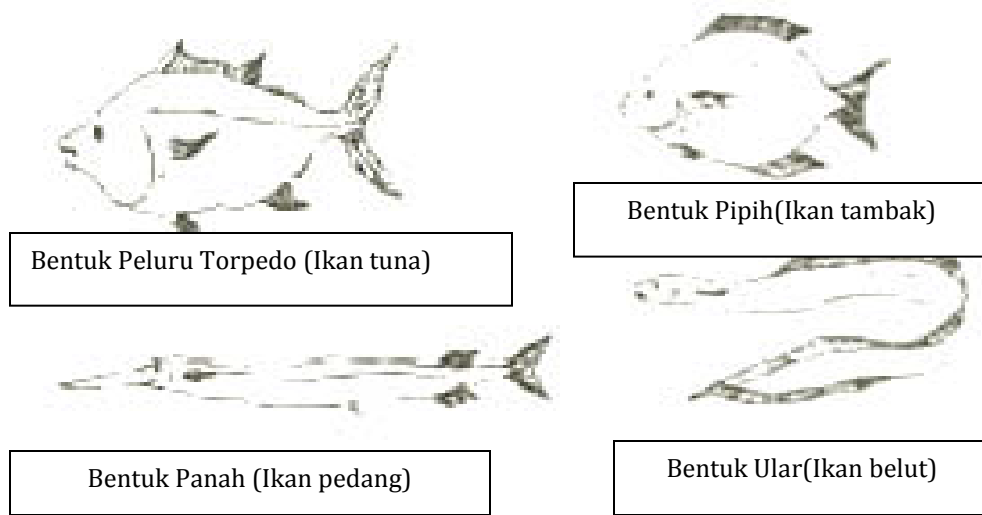 Bentuk Peluru Torpedo (Ikan tuna)
Bentuk Pipih(Ikan tambak)
Bentuk Panah (Ikan pedang)
Bentuk Ular(Ikan belut)